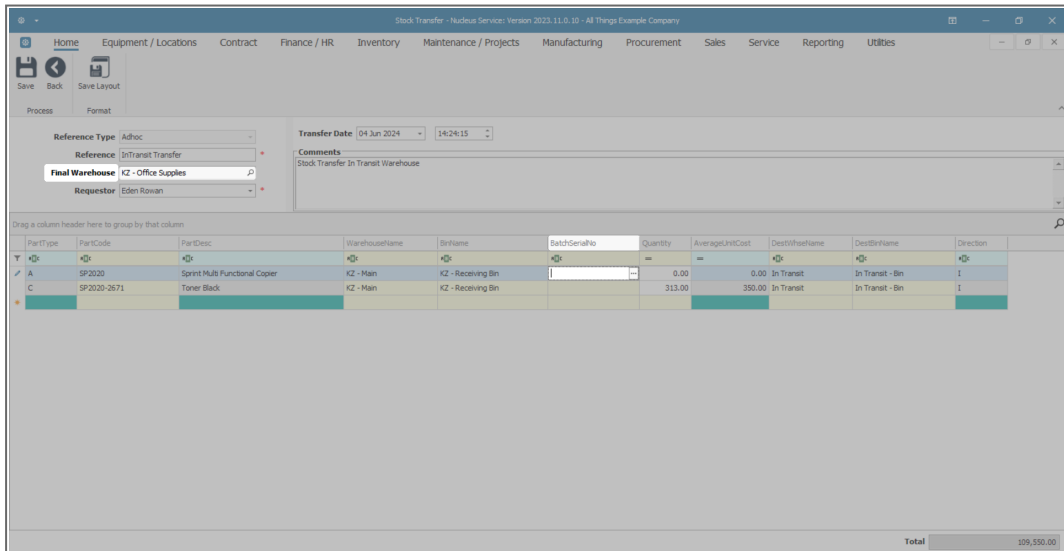 Stock Transfer - Nucleus Service: Version 2023.11.0.10 - All Things Example Company
Home Equipment / Locations Contract Finance / HR Inventory Maintenance / Projects Manufacturing Procurement Sales Service Reporting Utilities
Save Back Save Layout
Process Format
Reference Type Adhoc
Transfer Date 04 Jun 2024 14:24:15
Reference InTransit Transfer *
Comments
Stock Transfer In Transit Warehouse
Final Warehouse KZ - Office Supplies
Requestor Eden Rowan *
Drag a column header here to group by that column
PartType PartCode PartDesc WarehouseName BinName BatchSerialNo Quantity AverageUnitCost DestWhseName DestBinName Direction
= =
A SP2020 Sprint Multi Functional Copier KZ - Main KZ - Receiving Bin ... 0.00 0.00 In Transit In Transit - Bin I
C SP2020-2671 Toner Black KZ - Main KZ - Receiving Bin 313.00 350.00 In Transit In Transit - Bin I
Total 109,550.00